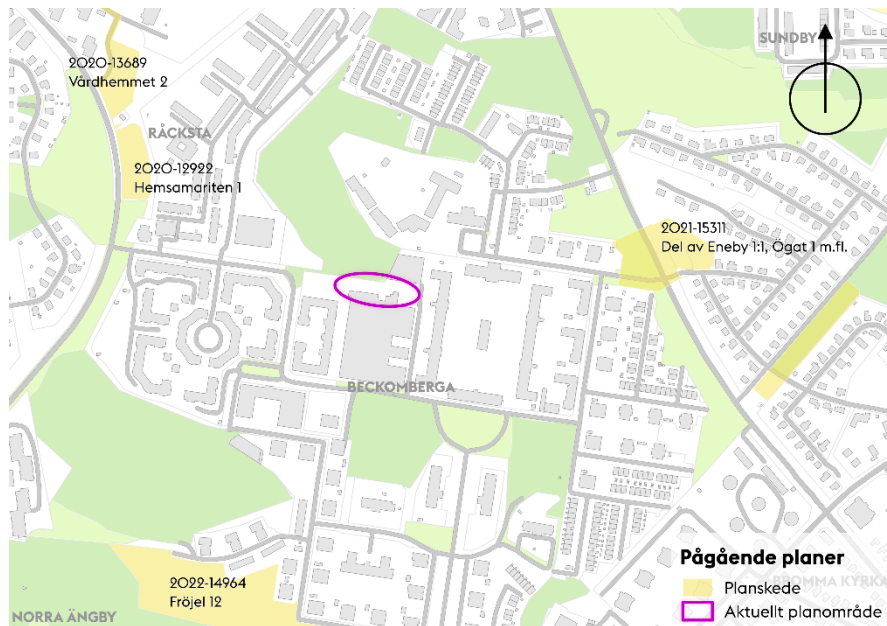 SUNDBY
2020-13689
Vårdhemmet 2
RÅCKSTA
2020-12922
Hemsamariten 1
2021-15311
Del av Eneby 1:1, Ögat 1 m.fl.
BECKOMBERGA
Pågående planer
Planskede
BROMMA KYRKA
Aktuellt planområde
2022-14964
Fröjel 12
NORRA ÄNGBY